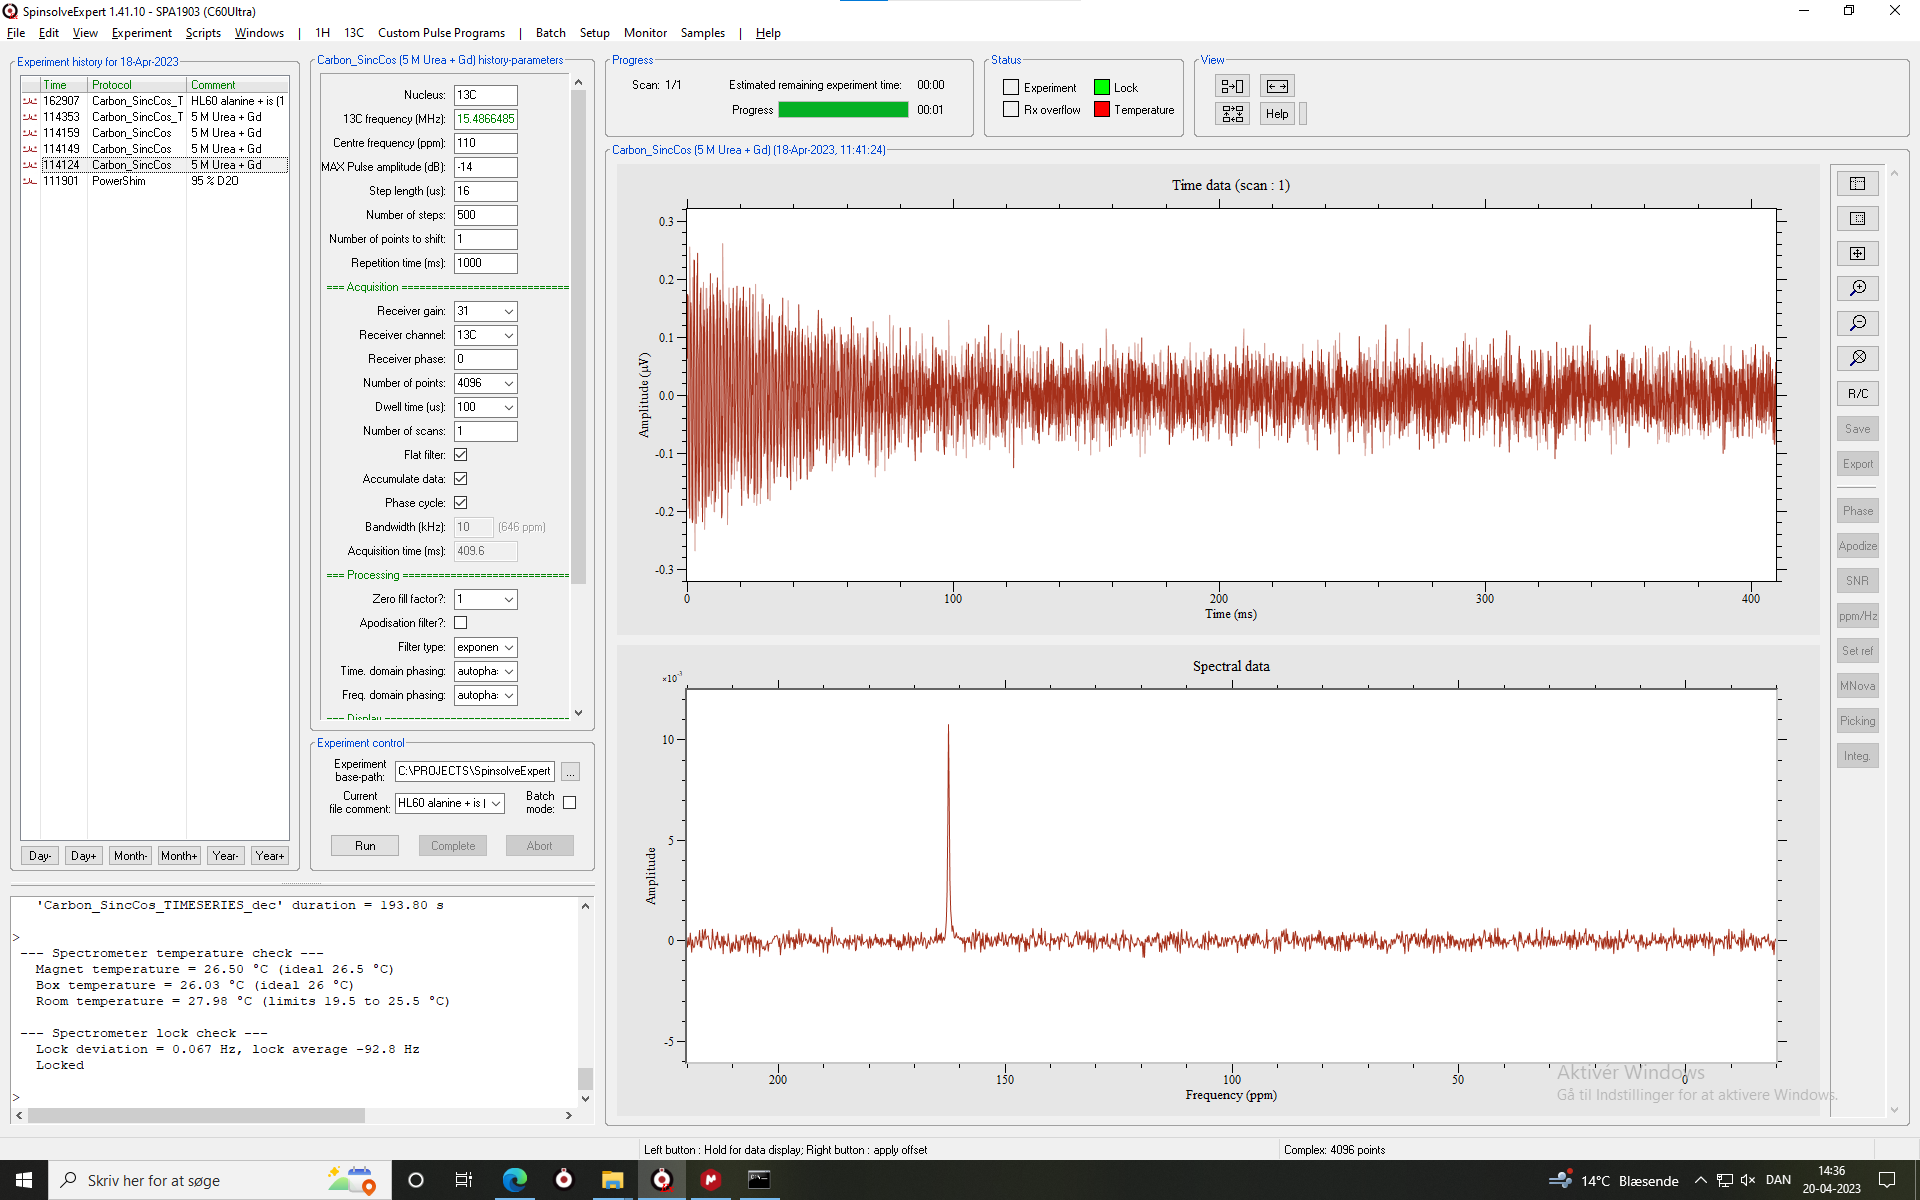 SpinsolveExpert 1.41.10 - SPA1903 (C60Ultra)
File Edit View Experiment Scripts Windows | 1H 13C Custom Pulse Programs | Batch Setup Monitor Samples | Help
Experiment history for 18-Apr-2023
Time Protocol Comment
162907 Carbon_SincCos_T HL60 alanine + is (1
114353 Carbon_SincCos_T 5 M Urea + Gd
114159 Carbon_SincCos 5 M Urea + Gd
114149 Carbon_SincCos 5 M Urea + Gd
114124 Carbon_SincCos 5 M Urea + Gd
111901 PowerShim 95 % D2O
Day- Day+ Month- Month+ Year- Year+
Carbon_SincCos (5 M Urea + Gd) history-parameters
Nucleus: 13C
13C frequency (MHz): 15.4866485
Centre frequency (ppm): 110
MAX Pulse amplitude (dB): -14
Step length (us): 16
Number of steps: 500
Number of points to shift: 1
Repetition time (ms): 1000
=== Acquisition ============================
Receiver gain: 31
Receiver channel: 13C
Receiver phase: 0
Number of points: 4096
Dwell time (us): 100
Number of scans: 1
Flat filter:
Accumulate data:
Phase cycle:
Bandwidth (kHz): 10 (646 ppm)
Acquisition time (ms): 409.6
=== Processing ============================
Zero fill factor?: 1
Apodisation filter?:
Filter type: exponen
Time. domain phasing: autopha:
Freq. domain phasing: autopha:
=== Display ==============================
Experiment control
Experiment base-path: C:\PROJECTS\SpinsolveExpert ...
Current file comment: HL60 alanine + is | Batch mode:
Run Complete Abort
'Carbon_SincCos_TIMESERIES_dec' duration = 193.80 s
>
--- Spectrometer temperature check ---
Magnet temperature = 26.50 °C (ideal 26.5 °C)
Box temperature = 26.03 °C (ideal 26 °C)
Room temperature = 27.98 °C (limits 19.5 to 25.5 °C)
--- Spectrometer lock check ---
Lock deviation = 0.067 Hz, lock average -92.8 Hz
Locked
>
Progress
Scan: 1/1 Estimated remaining experiment time: 00:00
Progress 00:01
Status
Experiment Lock
Rx overflow Temperature
View
Help
Carbon_SincCos (5 M Urea + Gd) (18-Apr-2023, 11:41:24)
Time data (scan : 1)
Amplitude (µV)
0.3
0.2
0.1
0.0
-0.1
-0.2
-0.3
0 100 200 300 400
Time (ms)
Spectral data
×10⁻³
Amplitude
10
5
0
-5
200 150 100 50 0
Frequency (ppm)
R/C
Save
Export
Phase
Apodize
SNR
ppm/Hz
Set ref
MNova
Picking
Integ.
Aktivér Windows
Gå til Indstillinger for at aktivere Windows.
Left button : Hold for data display; Right button : apply offset
Complex: 4096 points
Skriv her for at søge
14°C Blæsende
DAN
14:36
20-04-2023